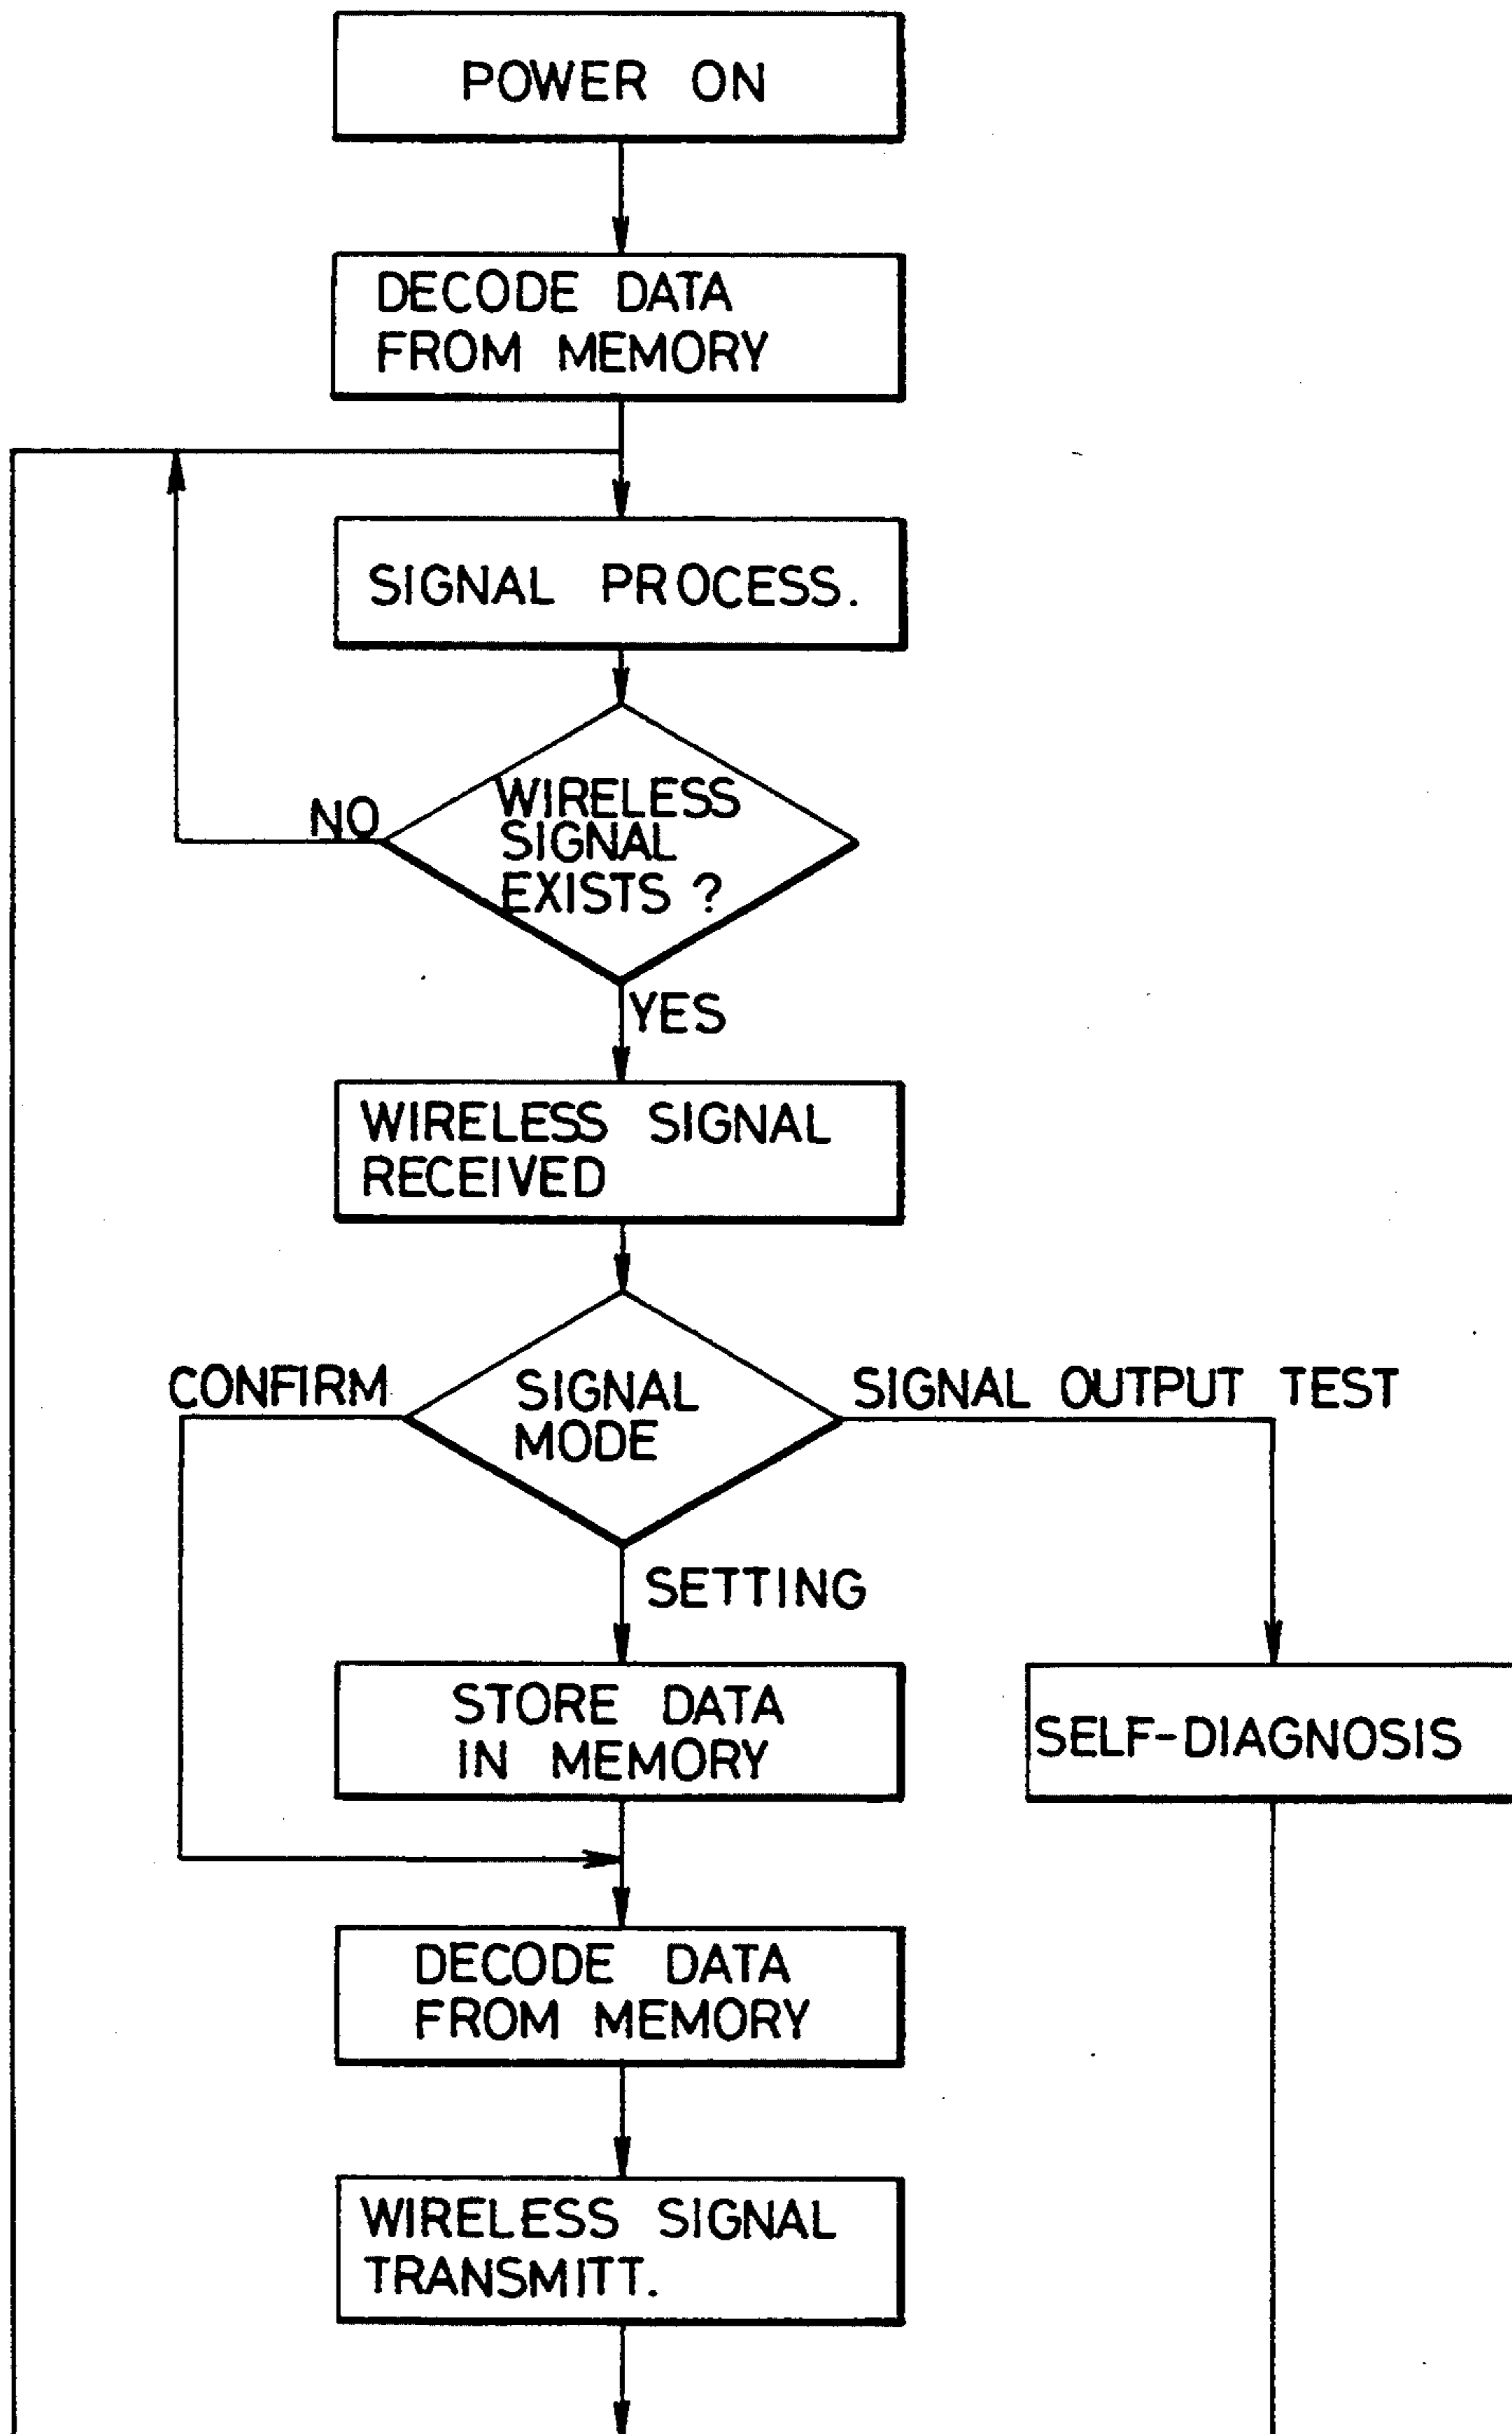 POWER ON
DECODE DATA
FROM MEMORY
SIGNAL PROCESS.
WIRELESS
SIGNAL
EXISTS ?
NO
YES
WIRELESS SIGNAL
RECEIVED
SIGNAL
MODE
CONFIRM
SIGNAL OUTPUT TEST
SETTING
STORE DATA
IN MEMORY
SELF-DIAGNOSIS
DECODE DATA
FROM MEMORY
WIRELESS SIGNAL
TRANSMITT.